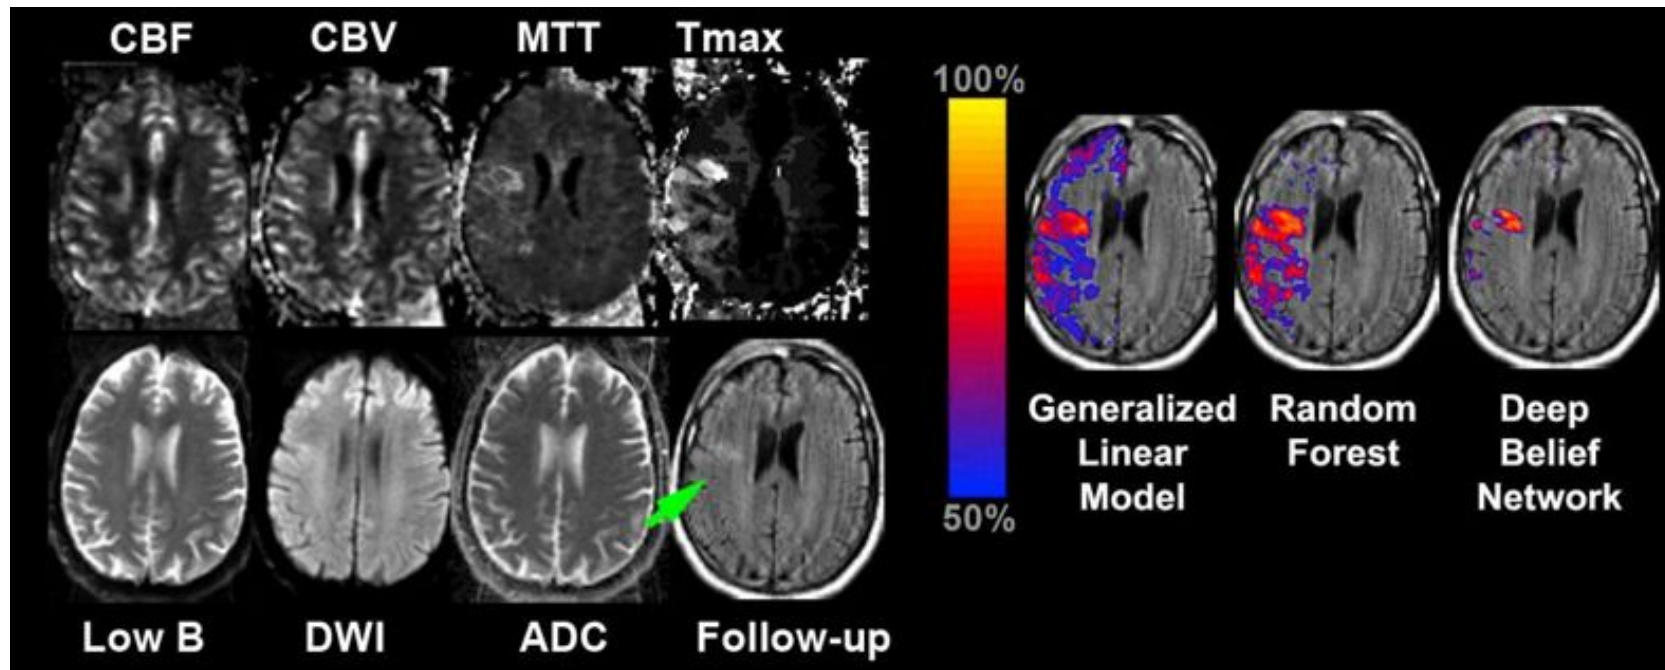 CBF CBV MTT Tmax
Low B DWI ADC Follow-up
100%
50%
Generalized
Linear
Model
Random
Forest
Deep
Belief
Network